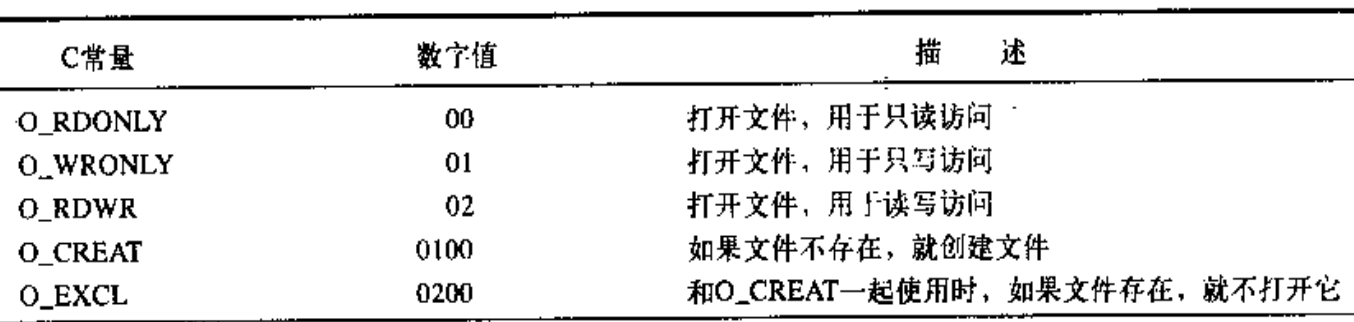 C常量 数字值 描 述
O_RDONLY 00 打开文件，用于只读访问
O_WRONLY 01 打开文件，用于只写访问
O_RDWR 02 打开文件，用于读写访问
O_CREAT 0100 如果文件不存在，就创建文件
O_EXCL 0200 和O_CREAT一起使用时，如果文件存在，就不打开它